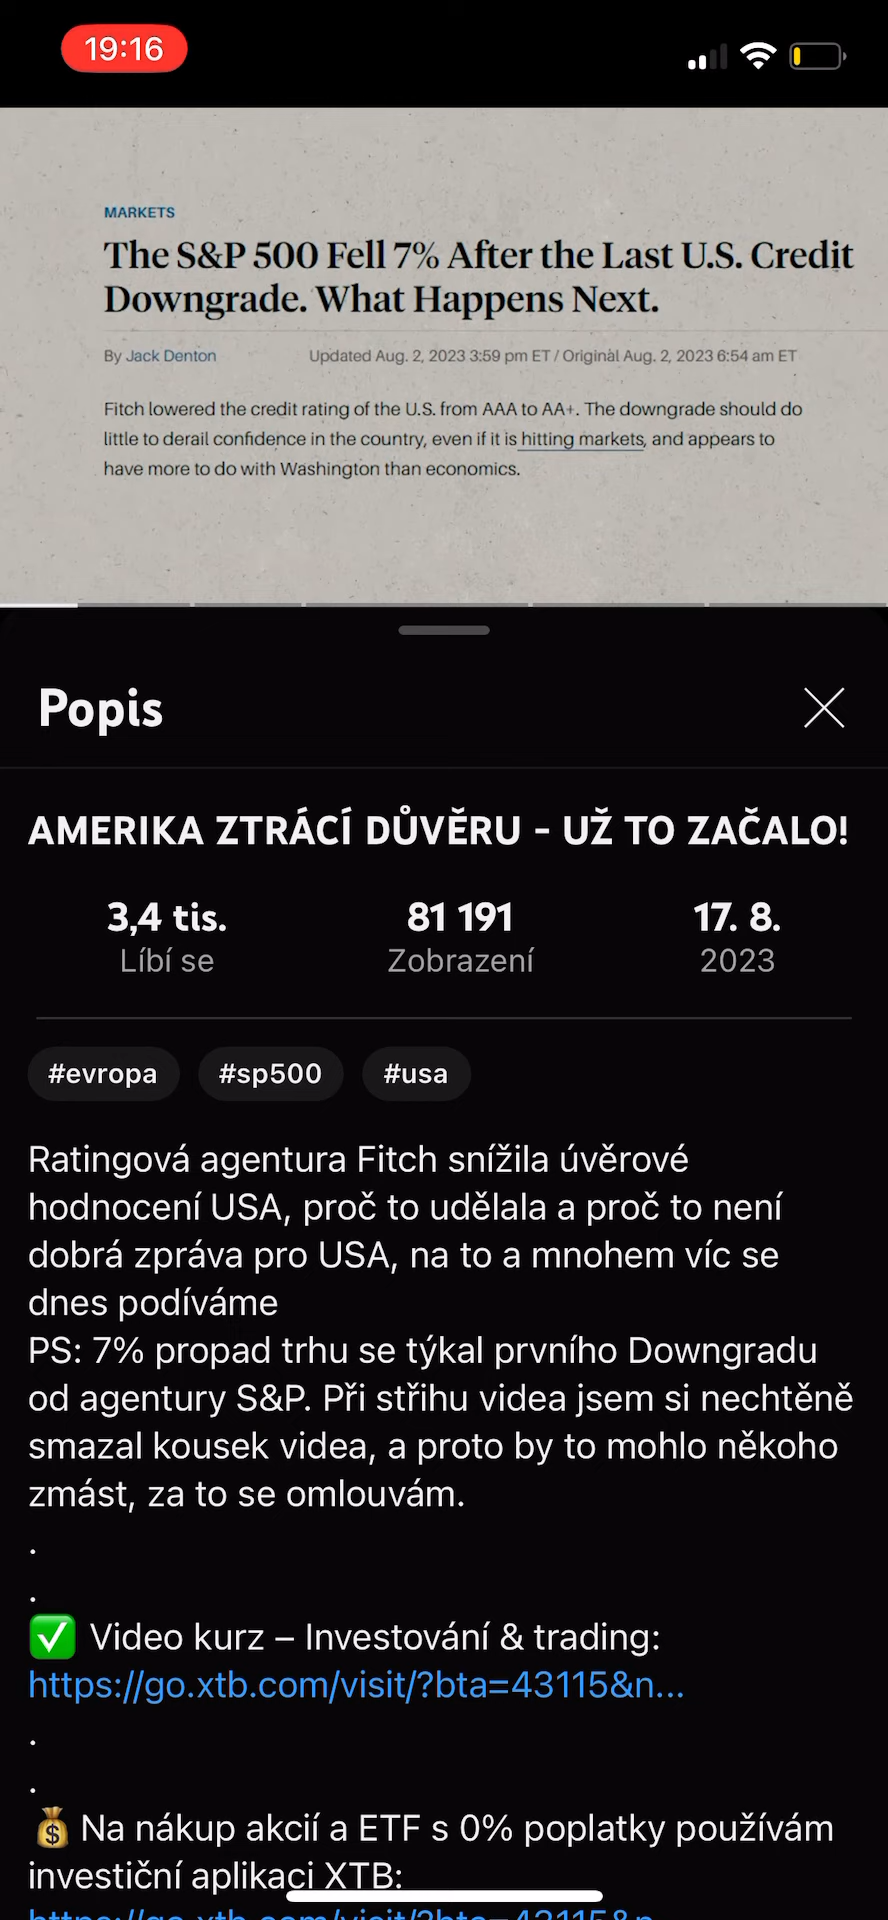 19:16
MARKETS
The S&P 500 Fell 7% After the Last U.S. Credit
Downgrade. What Happens Next.
By Jack Denton Updated Aug. 2, 2023 3:59 pm ET / Original Aug. 2, 2023 6:54 am ET
Fitch lowered the credit rating of the U.S. from AAA to AA+. The downgrade should do
little to derail confidence in the country, even if it is hitting markets, and appears to
have more to do with Washington than economics.
Popis
AMERIKA ZTRÁCÍ DŮVĚRU - UŽ TO ZAČALO!
3,4 tis. 81 191 17. 8.
Líbí se Zobrazení 2023
#evropa #sp500 #usa
Ratingová agentura Fitch snížila úvěrové
hodnocení USA, proč to udělala a proč to není
dobrá zpráva pro USA, na to a mnohem víc se
dnes podíváme
PS: 7% propad trhu se týkal prvního Downgradu
od agentury S&P. Při střihu videa jsem si nechtěně
smazal kousek videa, a proto by to mohlo někoho
zmást, za to se omlouvám.
.
.
✅ Video kurz – Investování & trading:
https://go.xtb.com/visit/?bta=43115&n...
.
.
💰 Na nákup akcií a ETF s 0% poplatky používám
investiční aplikaci XTB:
https://go.xtb.com/visit/?bta=43115&n...